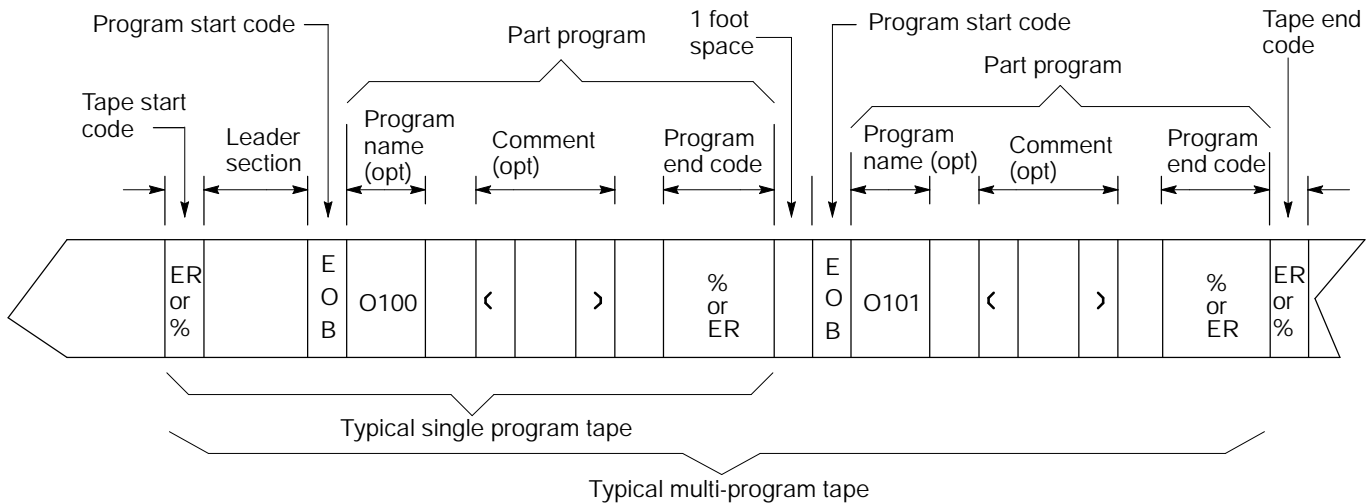 Program start code
Part program
1 foot
space
Program start code
Tape end
code
Part program
Tape start
code
Leader
section
Program
name
(opt)
Comment
(opt)
Program
end code
Program
name (opt)
Comment
(opt)
Program
end code
ER
or
%
E
O
B
O100
(
)
%
or
ER
E
O
B
O101
(
)
%
or
ER
ER
or
%
Typical single program tape
Typical multi-program tape